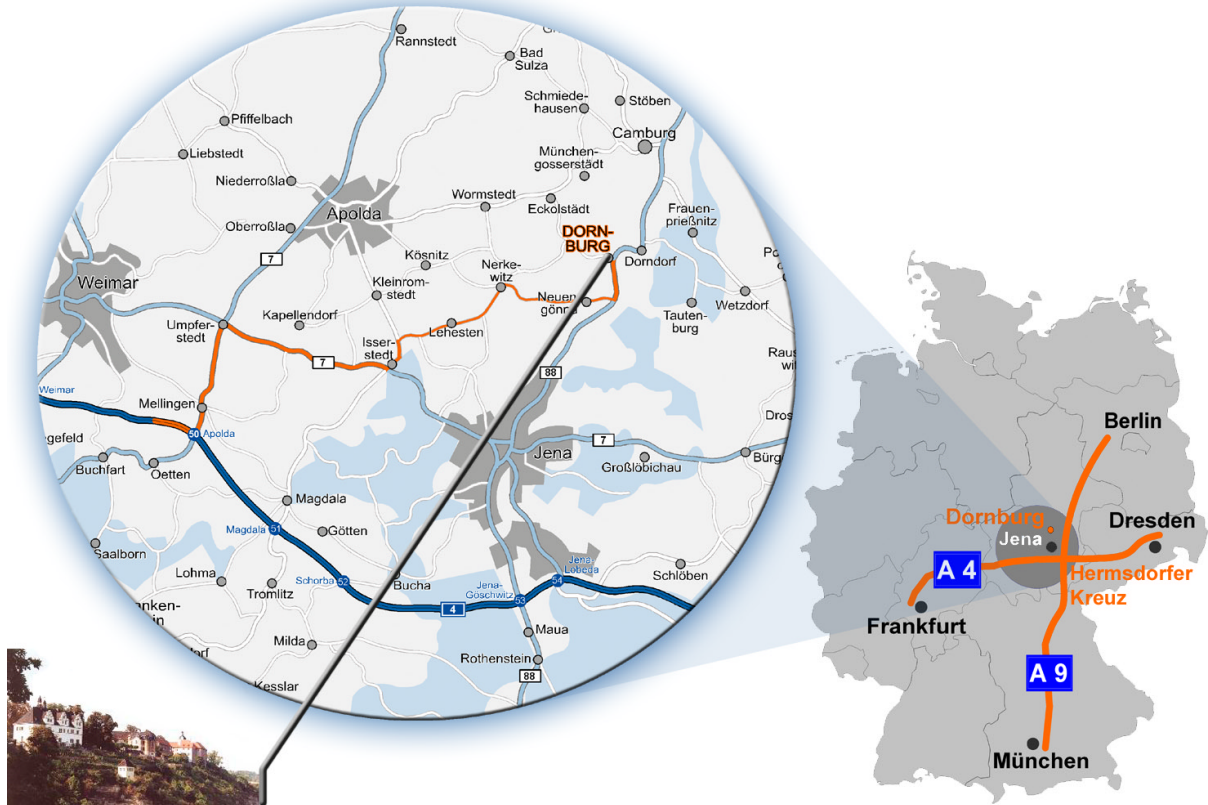 Rannstedt
Bad
Sulza
Schmiede-
hausen
Stöben
Camburg
Pfiffelbach
Liebstedt
München-
gosserstädt
Niederroßla
Wormstedt
Eckolstädt
Apolda
Oberroßla
Frauen-
prießnitz
DORN-
BURG
Kösnitz
Dorndorf
7
Weimar
Nerke-
witz
Kleinrom-
stedt
Neuen-
gönna
Wetzdorf
Tauten-
burg
Kapellendorf
Umpfer-
stedt
Lehesten
Isser-
stedt
7
88
Weimar
Mellingen
50
Apolda
7
Jena
Großlöbichau
Bürg
Buchfart
Oetten
Magdala
Magdala
51
Götten
Saalborn
Lohma
Tromlitz
Schorba
52
Bucha
Jena-
Göschwitz
53
Jena-
Lobeda
54
Schlöben
4
Milda
Maua
Rothenstein
88
Kesslar
Berlin
Dornburg
Jena
Dresden
A 4
Hermsdorfer
Kreuz
Frankfurt
A 9
München